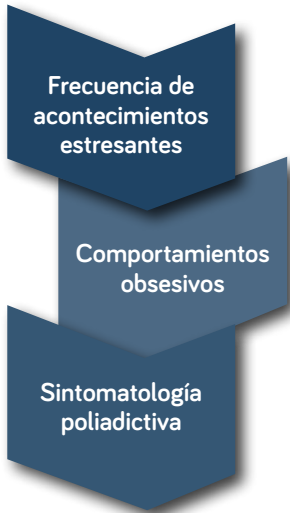 Frecuencia de
acontecimientos
estresantes
Comportamientos
obsesivos
Sintomatología
poliadictiva